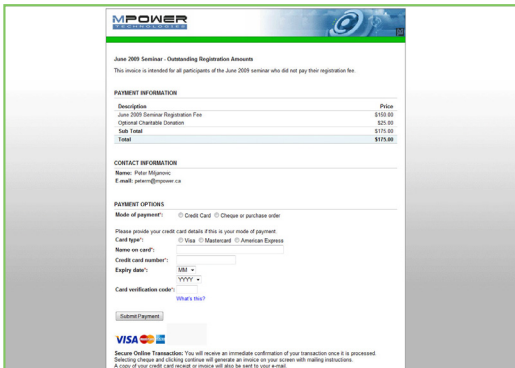 MPOWER
TECHNOLOGIES
June 2009 Seminar - Outstanding Registration Amounts
This invoice is intended for all participants of the June 2009 seminar who did not pay their registration fee.
PAYMENT INFORMATION
Description Price
June 2009 Seminar Registration Fee $150.00
Optional Charitable Donation $25.00
Sub Total $175.00
Total $175.00
CONTACT INFORMATION
Name: Peter Miljanovic
E-mail: peterm@mpower.ca
PAYMENT OPTIONS
Mode of payment*: Credit Card Cheque or purchase order
Please provide your credit card details if this is your mode of payment.
Card type*: Visa Mastercard American Express
Name on card*:
Credit card number*:
Expiry date*: MM
YYYY
Card verification code*:
What's this?
Submit Payment
VISA
Secure Online Transaction: You will receive an immediate confirmation of your transaction once it is processed.
Selecting cheque and clicking continue will generate an invoice on your screen with mailing instructions.
A copy of your credit card receipt or invoice will also be sent to your e-mail.